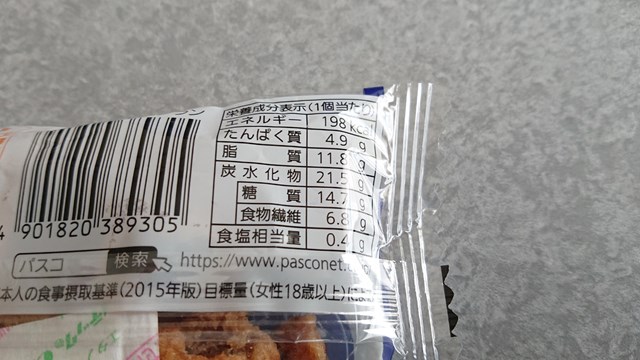 栄養成分表示(1個当たり)
エネルギー 198 kcal
たんぱく質 4.9 g
脂質 11.8 g
炭水化物 21.5 g
糖質 14.7 g
食物繊維 6.8 g
食塩相当量 0.4 g
901820 389305
パスコ 検索 https://www.pasconet.
本人の食事摂取基準(2015年版)目標量(女性18歳以上)によ